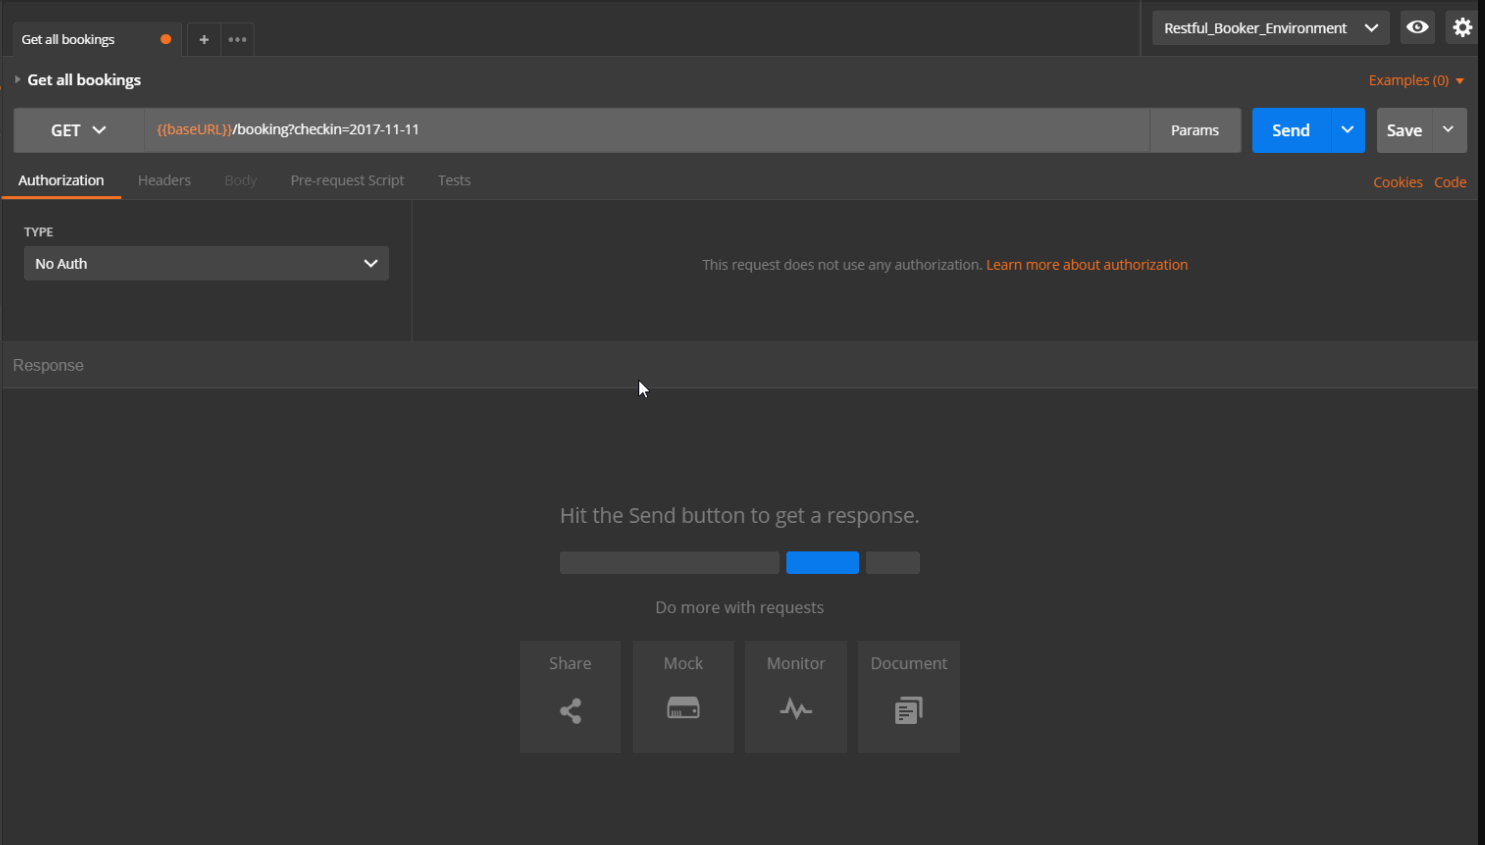 Get all bookings
Restful_Booker_Environment
Get all bookings
Examples (0)
GET
{{baseURL}}/booking?checkin=2017-11-11
Params
Send
Save
Authorization
Headers
Body
Pre-request Script
Tests
Cookies
Code
TYPE
No Auth
This request does not use any authorization. Learn more about authorization
Response
Hit the Send button to get a response.
Do more with requests
Share
Mock
Monitor
Document